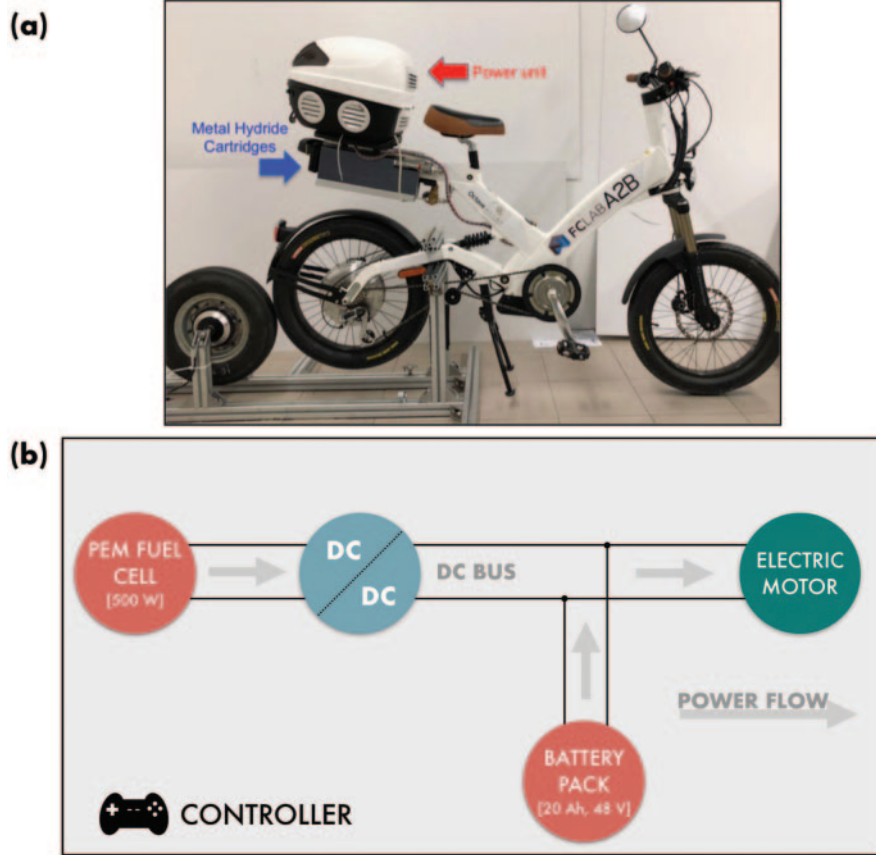 (a)
Power unit
Metal Hydride
Cartridges
FCLAB A2B
(b)
PEM FUEL
CELL
[500 W]
DC
DC
DC BUS
ELECTRIC
MOTOR
POWER FLOW
BATTERY
PACK
[20 Ah, 48 V]
CONTROLLER